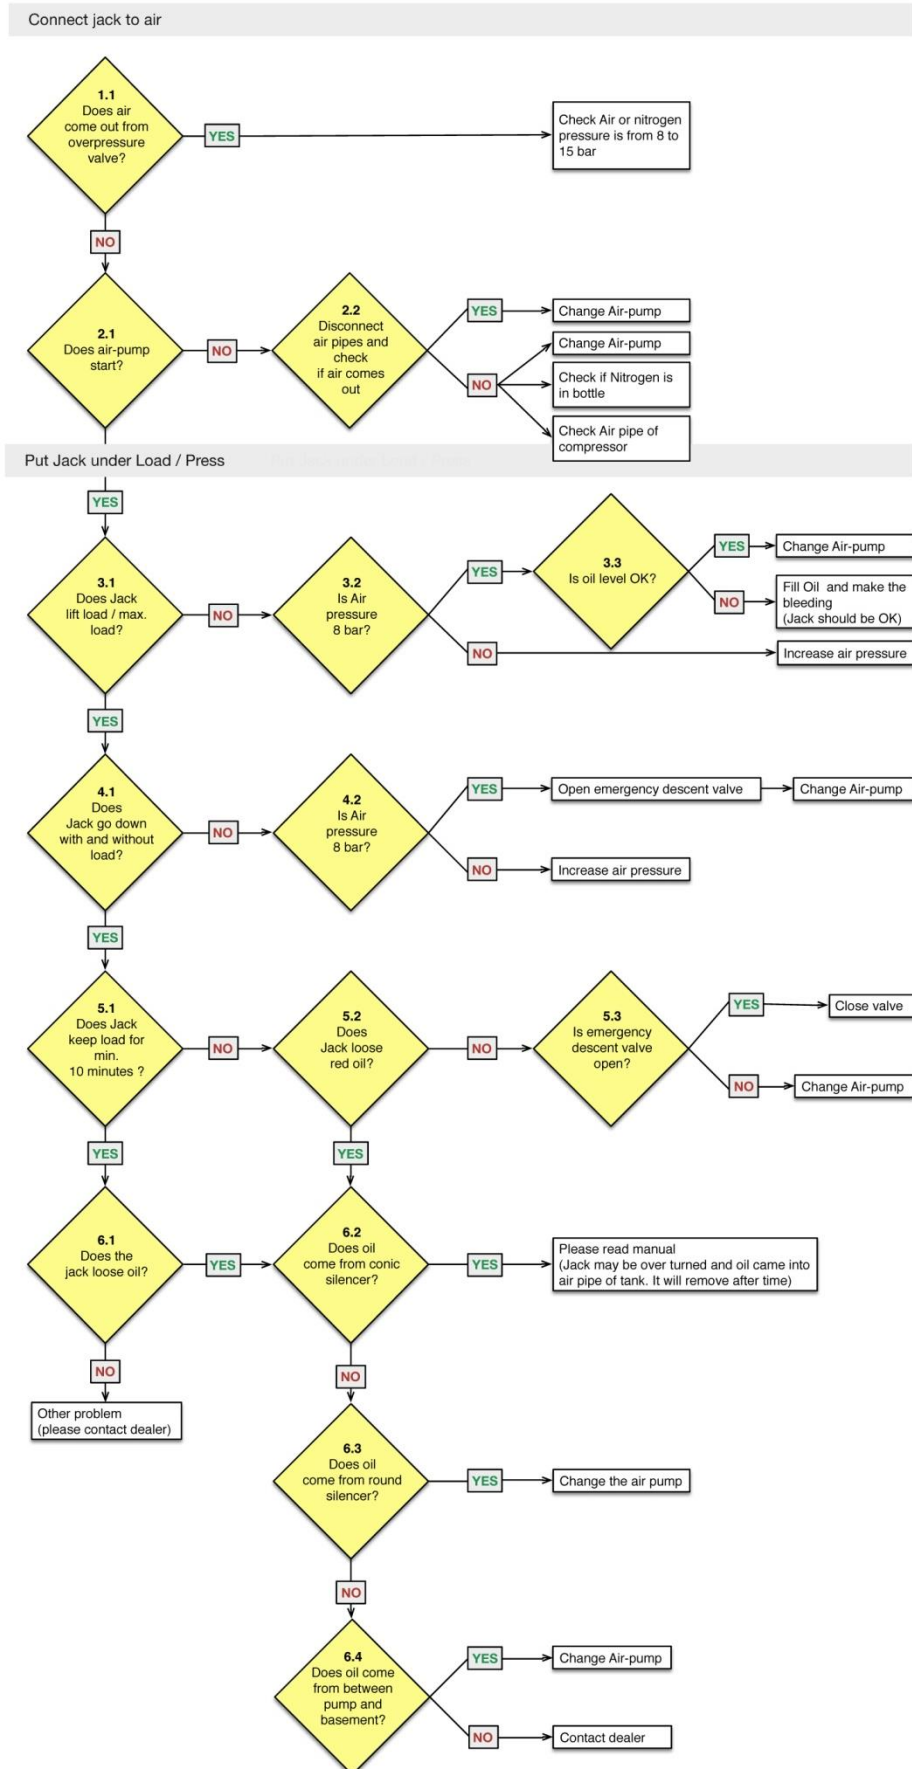 Connect jack to air
1.1
Does air
come out from
overpressure
valve?
YES
Check Air or nitrogen
pressure is from 8 to
15 bar
NO
2.1
Does air-pump
start?
NO
2.2
Disconnect
air pipes and
check
if air comes
out
YES
Change Air-pump
NO
Change Air-pump
Check if Nitrogen is
in bottle
Check Air pipe of
compressor
Put Jack under Load / Press
YES
3.1
Does Jack
lift load / max.
load?
NO
3.2
Is Air
pressure
8 bar?
YES
3.3
Is oil level OK?
YES
Change Air-pump
NO
Fill Oil and make the
bleeding
(Jack should be OK)
NO
Increase air pressure
YES
4.1
Does
Jack go down
with and without
load?
NO
4.2
Is Air
pressure
8 bar?
YES
Open emergency descent valve
Change Air-pump
NO
Increase air pressure
YES
5.1
Does Jack
keep load for
min.
10 minutes ?
NO
5.2
Does
Jack loose
red oil?
NO
5.3
Is emergency
descent valve
open?
YES
Close valve
NO
Change Air-pump
YES
YES
6.1
Does the
jack loose oil?
YES
6.2
Does oil
come from conic
silencer?
YES
Please read manual
(Jack may be over turned and oil came into
air pipe of tank. It will remove after time)
NO
Other problem
(please contact dealer)
NO
6.3
Does oil
come from round
silencer?
YES
Change the air pump
NO
6.4
Does oil come
from between
pump and
basement?
YES
Change Air-pump
NO
Contact dealer